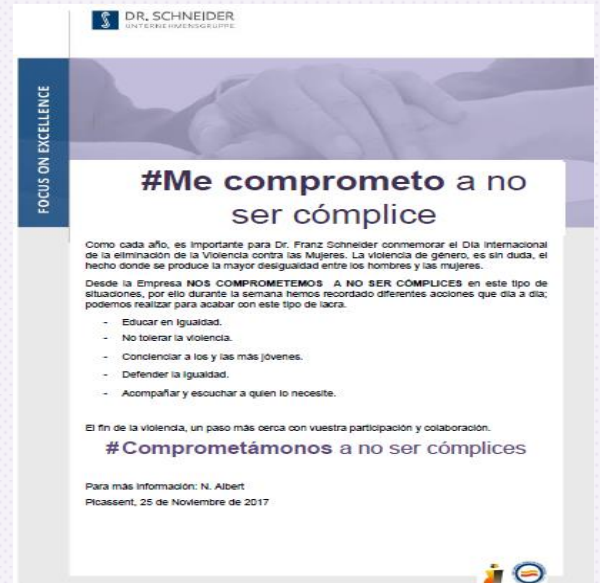 DR. SCHNEIDER
UNTERNEHMENSGRUPPE
FOCUS ON EXCELLENCE
#Me comprometo a no
ser cómplice
Como cada año, es importante para Dr. Franz Schneider conmemorar el Día Internacional
de la eliminación de la Violencia contra las Mujeres. La violencia de género, es sin duda, el
hecho donde se produce la mayor desigualdad entre los hombres y las mujeres.
Desde la Empresa NOS COMPROMETEMOS A NO SER CÓMPLICES en este tipo de
situaciones, por ello durante la semana hemos recordado diferentes acciones que día a día;
podemos realizar para acabar con este tipo de lacra.
- Educar en Igualdad.
- No tolerar la violencia.
- Concienciar a los y las más jóvenes.
- Defender la Igualdad.
- Acompañar y escuchar a quien lo necesite.
El fin de la violencia, un paso más cerca con vuestra participación y colaboración.
#Comprometámonos a no ser cómplices
Para más información: N. Albert
Picassent, 25 de Noviembre de 2017